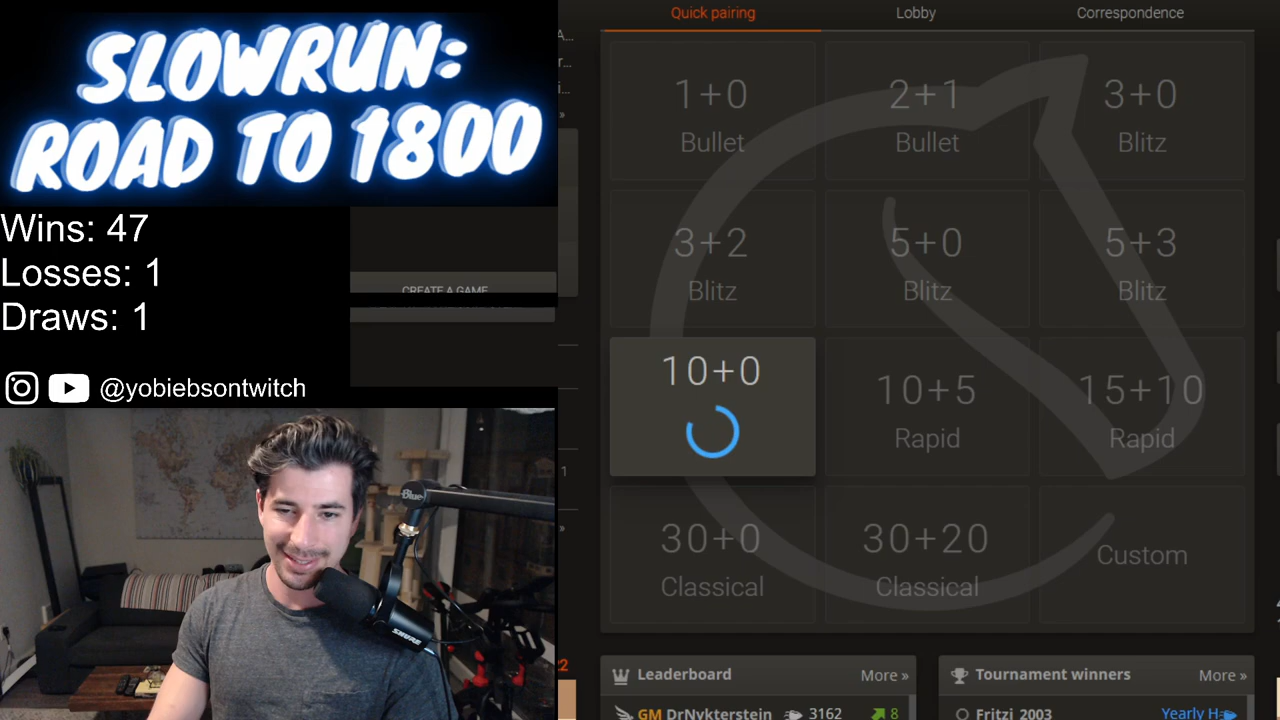 SLOWRUN:
ROAD TO 1800
Wins: 47
Losses: 1
Draws: 1
CREATE A GAME
@yobiebsontwitch
Blue
SHURE
Quick pairing
Lobby
Correspondence
1+0
Bullet
2+1
Bullet
3+0
Blitz
3+2
Blitz
5+0
Blitz
5+3
Blitz
10+0
10+5
Rapid
15+10
Rapid
30+0
Classical
30+20
Classical
Custom
Leaderboard
More »
GM DrNykterstein 3162 8
Tournament winners
More »
Fritzi_2003 Yearly H